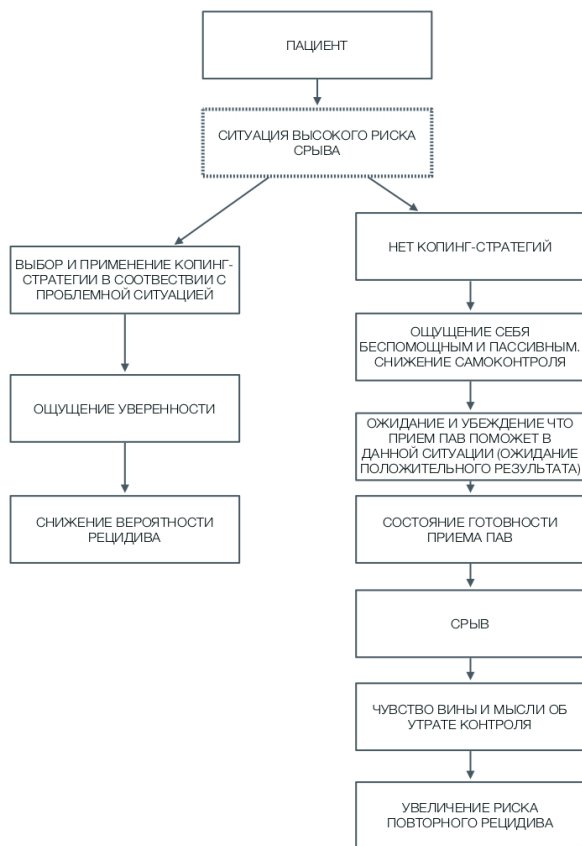 ПАЦИЕНТ
СИТУАЦИЯ ВЫСОКОГО РИСКА
СРЫВА
ВЫБОР И ПРИМЕНЕНИЕ КОПИНГ-
СТРАТЕГИИ В СООТВЕСТВИИ С
ПРОБЛЕМНОЙ СИТУАЦИЕЙ
ОЩУЩЕНИЕ УВЕРЕННОСТИ
СНИЖЕНИЕ ВЕРОЯТНОСТИ
РЕЦИДИВА
НЕТ КОПИНГ-СТРАТЕГИЙ
ОЩУЩЕНИЕ СЕБЯ
БЕСПОМОЩНЫМ И ПАССИВНЫМ.
СНИЖЕНИЕ САМОКОНТРОЛЯ
ОЖИДАНИЕ И УБЕЖДЕНИЕ ЧТО
ПРИЕМ ПАВ ПОМОЖЕТ В
ДАННОЙ СИТУАЦИИ (ОЖИДАНИЕ
ПОЛОЖИТЕЛЬНОГО РЕЗУЛЬТАТА)
СОСТОЯНИЕ ГОТОВНОСТИ
ПРИЕМА ПАВ
СРЫВ
ЧУВСТВО ВИНЫ И МЫСЛИ ОБ
УТРАТЕ КОНТРОЛЯ
УВЕЛИЧЕНИЕ РИСКА
ПОВТОРНОГО РЕЦИДИВА